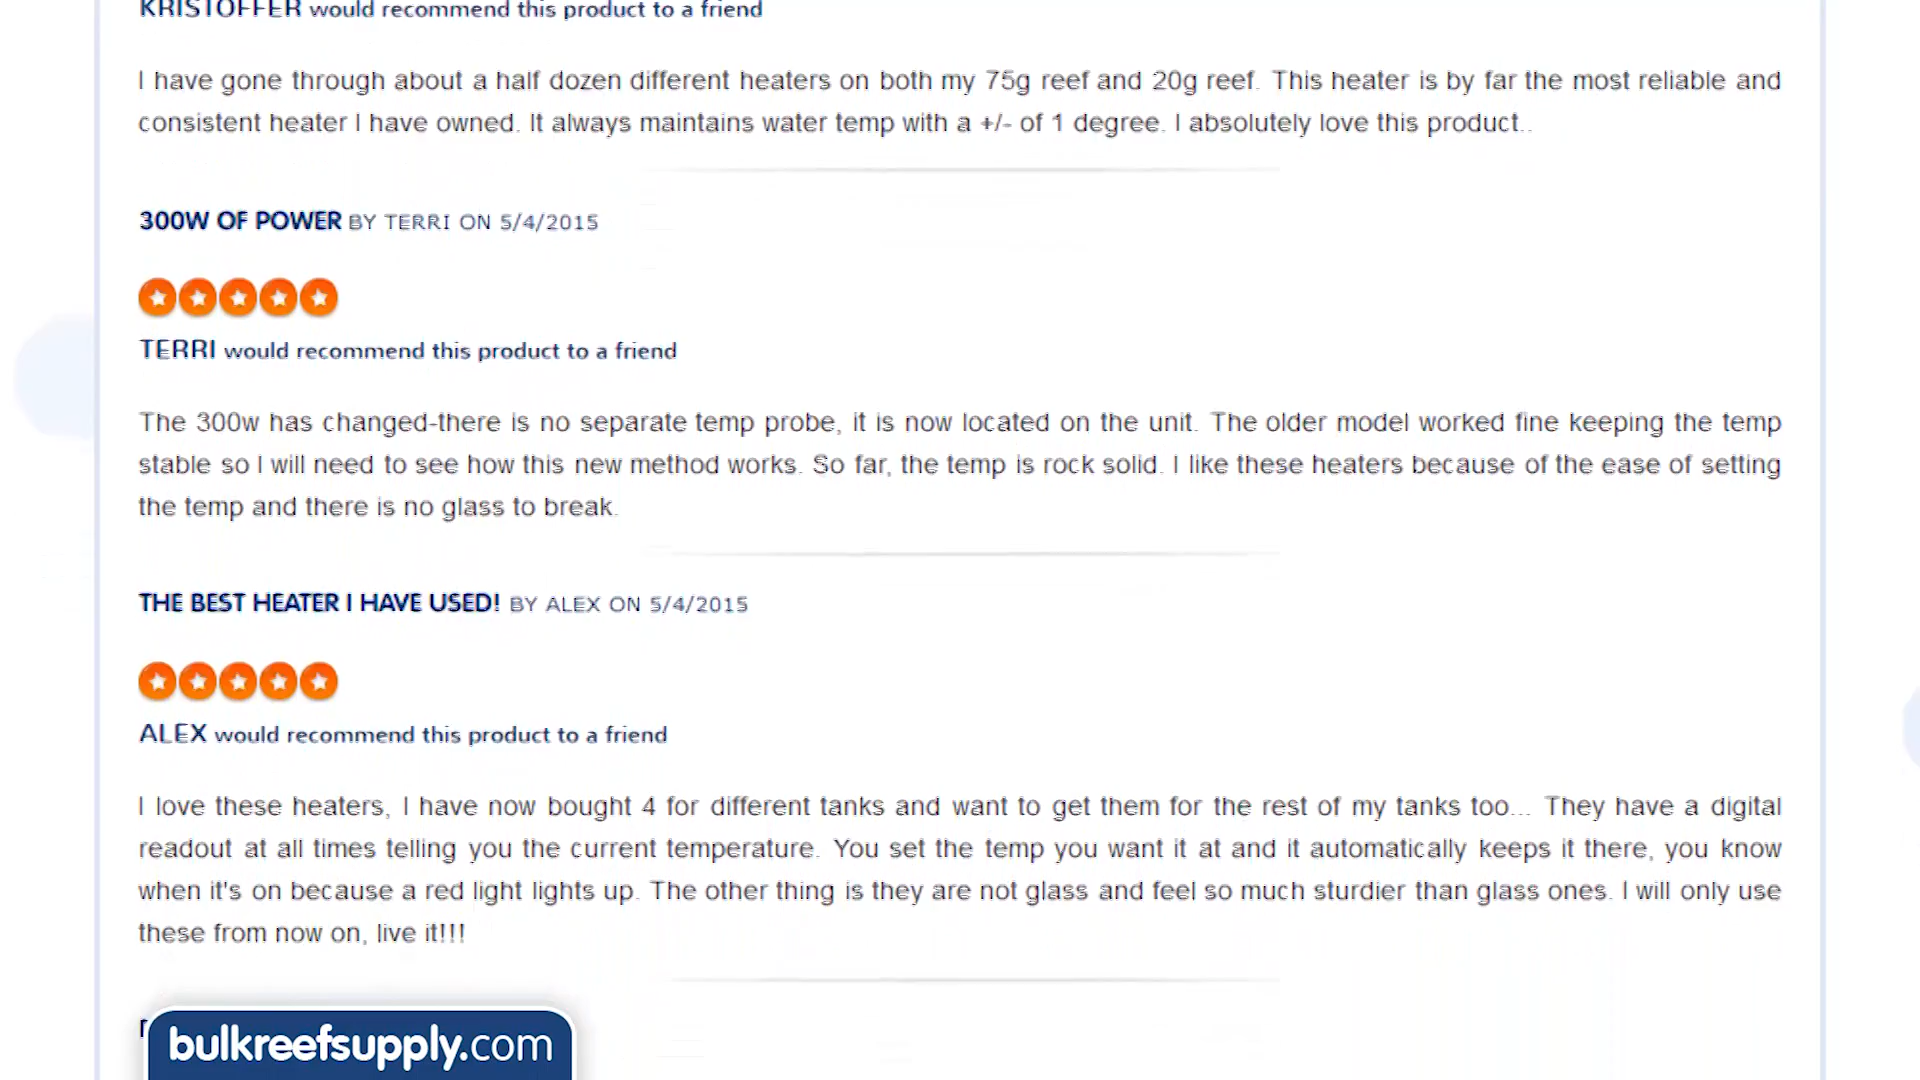 KRISTOFFER would recommend this product to a friend
I have gone through about a half dozen different heaters on both my 75g reef and 20g reef. This heater is by far the most reliable and
consistent heater I have owned. It always maintains water temp with a +/- of 1 degree. I absolutely love this product..
300W OF POWER BY TERRI ON 5/4/2015
TERRI would recommend this product to a friend
The 300w has changed-there is no separate temp probe, it is now located on the unit. The older model worked fine keeping the temp
stable so I will need to see how this new method works. So far, the temp is rock solid. I like these heaters because of the ease of setting
the temp and there is no glass to break.
THE BEST HEATER I HAVE USED! BY ALEX ON 5/4/2015
ALEX would recommend this product to a friend
I love these heaters, I have now bought 4 for different tanks and want to get them for the rest of my tanks too... They have a digital
readout at all times telling you the current temperature. You set the temp you want it at and it automatically keeps it there, you know
when it's on because a red light lights up. The other thing is they are not glass and feel so much sturdier than glass ones. I will only use
these from now on, live it!!!
bulkreefsupply.com